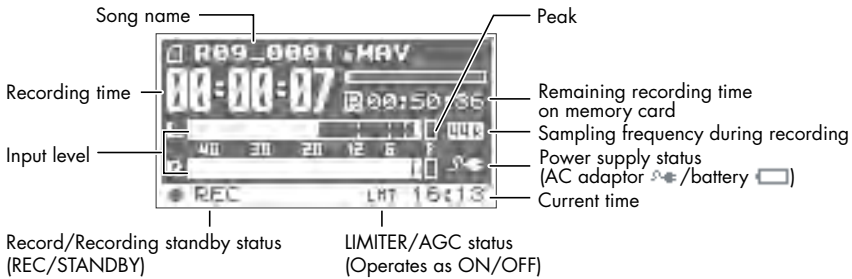 Song name
Peak
R09_0001.WAV
Recording time
00:00:07
R 00:50:36
Remaining recording time
on memory card
L
44k
Sampling frequency during recording
Input level
40 30 20 12 6
R
Power supply status
(AC adaptor /battery )
REC
LMT 16:13
Current time
Record/Recording standby status
(REC/STANDBY)
LIMITER/AGC status
(Operates as ON/OFF)